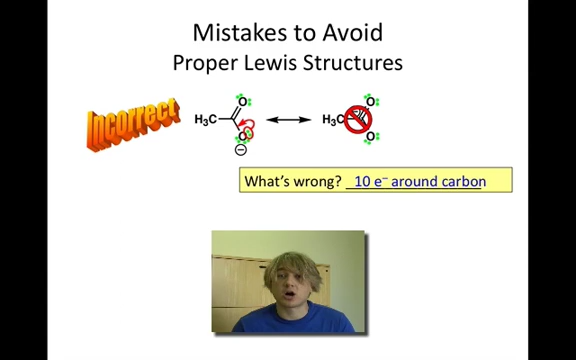 Mistakes to Avoid
Proper Lewis Structures
Incorrect
H₃C O O
H₃C O O
What's wrong? 10 e⁻ around carbon